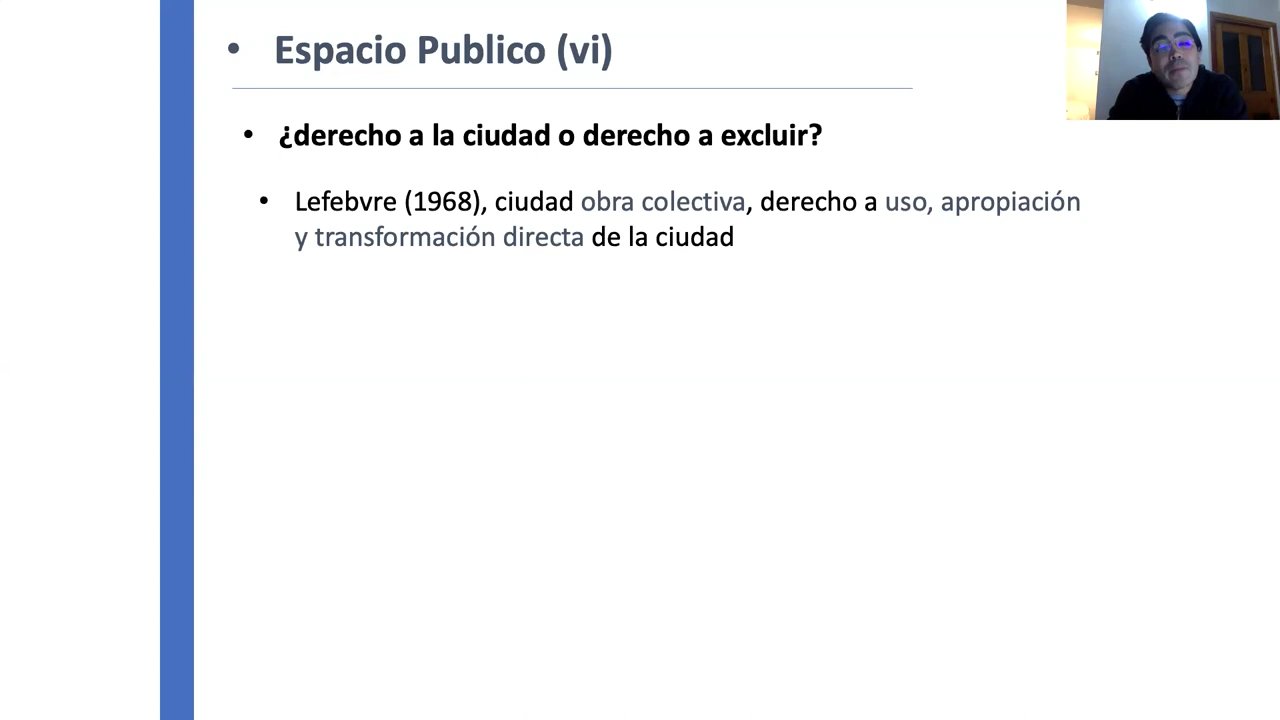 • Espacio Publico (vi)
• ¿derecho a la ciudad o derecho a excluir?
• Lefebvre (1968), ciudad obra colectiva, derecho a uso, apropiación
y transformación directa de la ciudad